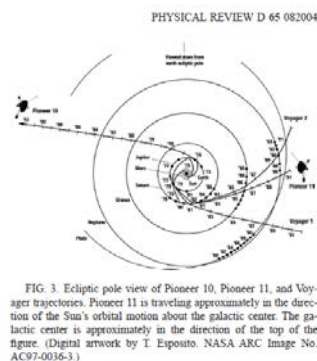 PHYSICAL REVIEW D 65 082004
Viewed down from
north ecliptic pole
Pioneer 10
Voyager 2
Pioneer 11
Voyager 1
Jupiter
Mars
Saturn
Earth
Sun
Uranus
Neptune
Pluto
FIG. 3. Ecliptic pole view of Pioneer 10, Pioneer 11, and Voy-
ager trajectories. Pioneer 11 is traveling approximately in the direc-
tion of the Sun's orbital motion about the galactic center. The ga-
lactic center is approximately in the direction of the top of the
figure. (Digital artwork by T. Esposito. NASA ARC Image No.
AC97-0036-3.)